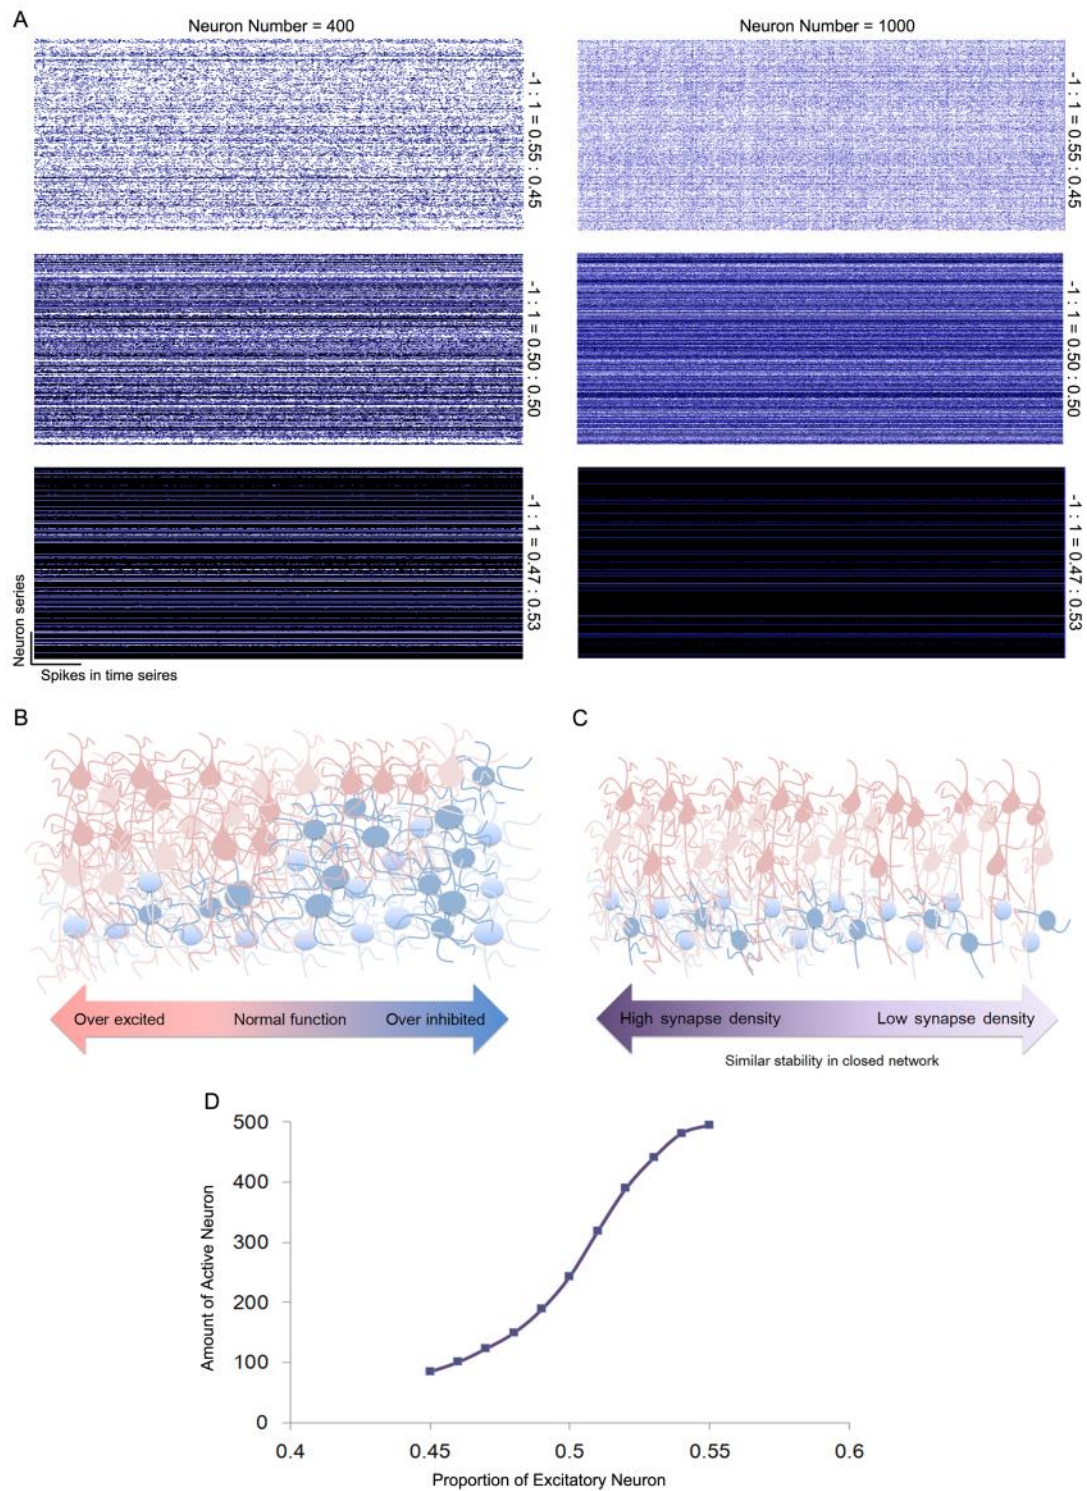 A
Neuron Number = 400
Neuron Number = 1000
-1 : 1 = 0.55 : 0.45
-1 : 1 = 0.55 : 0.45
-1 : 1 = 0.50 : 0.50
-1 : 1 = 0.50 : 0.50
-1 : 1 = 0.47 : 0.53
-1 : 1 = 0.47 : 0.53
Neuron series
Spikes in time seires
B
C
Over excited
Normal function
Over inhibited
High synapse density
Low synapse density
Similar stability in closed network
D
Amount of Active Neuron
500
400
300
200
100
0
0.4
0.45
0.5
0.55
0.6
Proportion of Excitatory Neuron